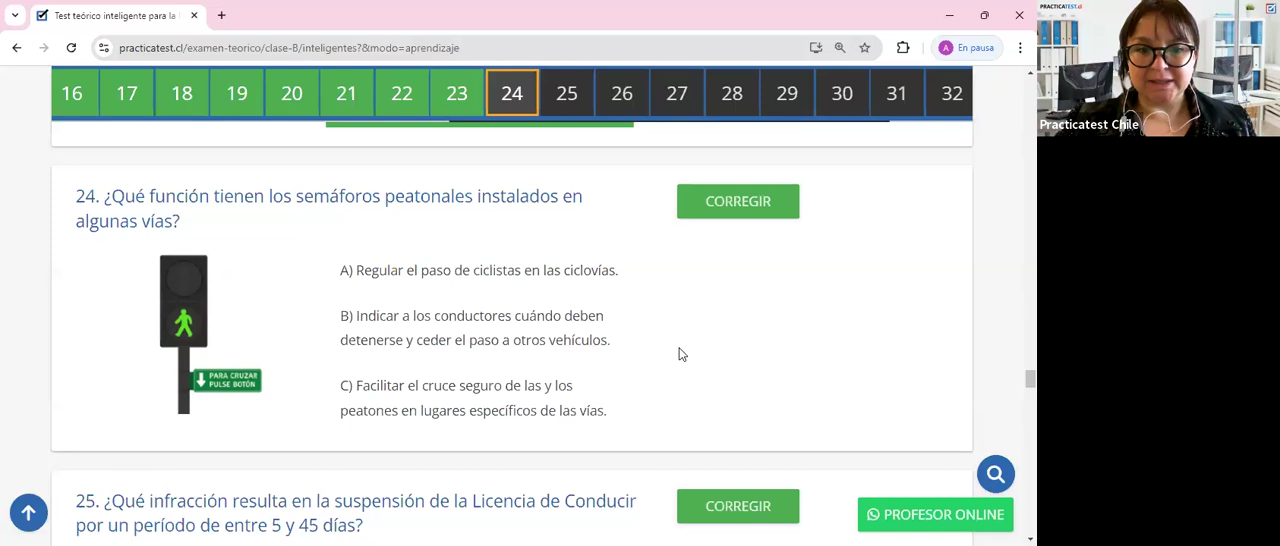 Test teórico inteligente para la
PRACTICATEST.cl
practicatest.cl/examen-teorico/clase-B/inteligentes?&modo=aprendizaje
A
En pausa
16 17 18 19 20 21 22 23 24 25 26 27 28 29 30 31 32
Practicatest Chile
24. ¿Qué función tienen los semáforos peatonales instalados en
algunas vías?
CORREGIR
PARA CRUZAR
PULSE BOTÓN
A) Regular el paso de ciclistas en las ciclovías.
B) Indicar a los conductores cuándo deben
detenerse y ceder el paso a otros vehículos.
C) Facilitar el cruce seguro de las y los
peatones en lugares específicos de las vías.
25. ¿Qué infracción resulta en la suspensión de la Licencia de Conducir
por un período de entre 5 y 45 días?
CORREGIR
PROFESOR ONLINE